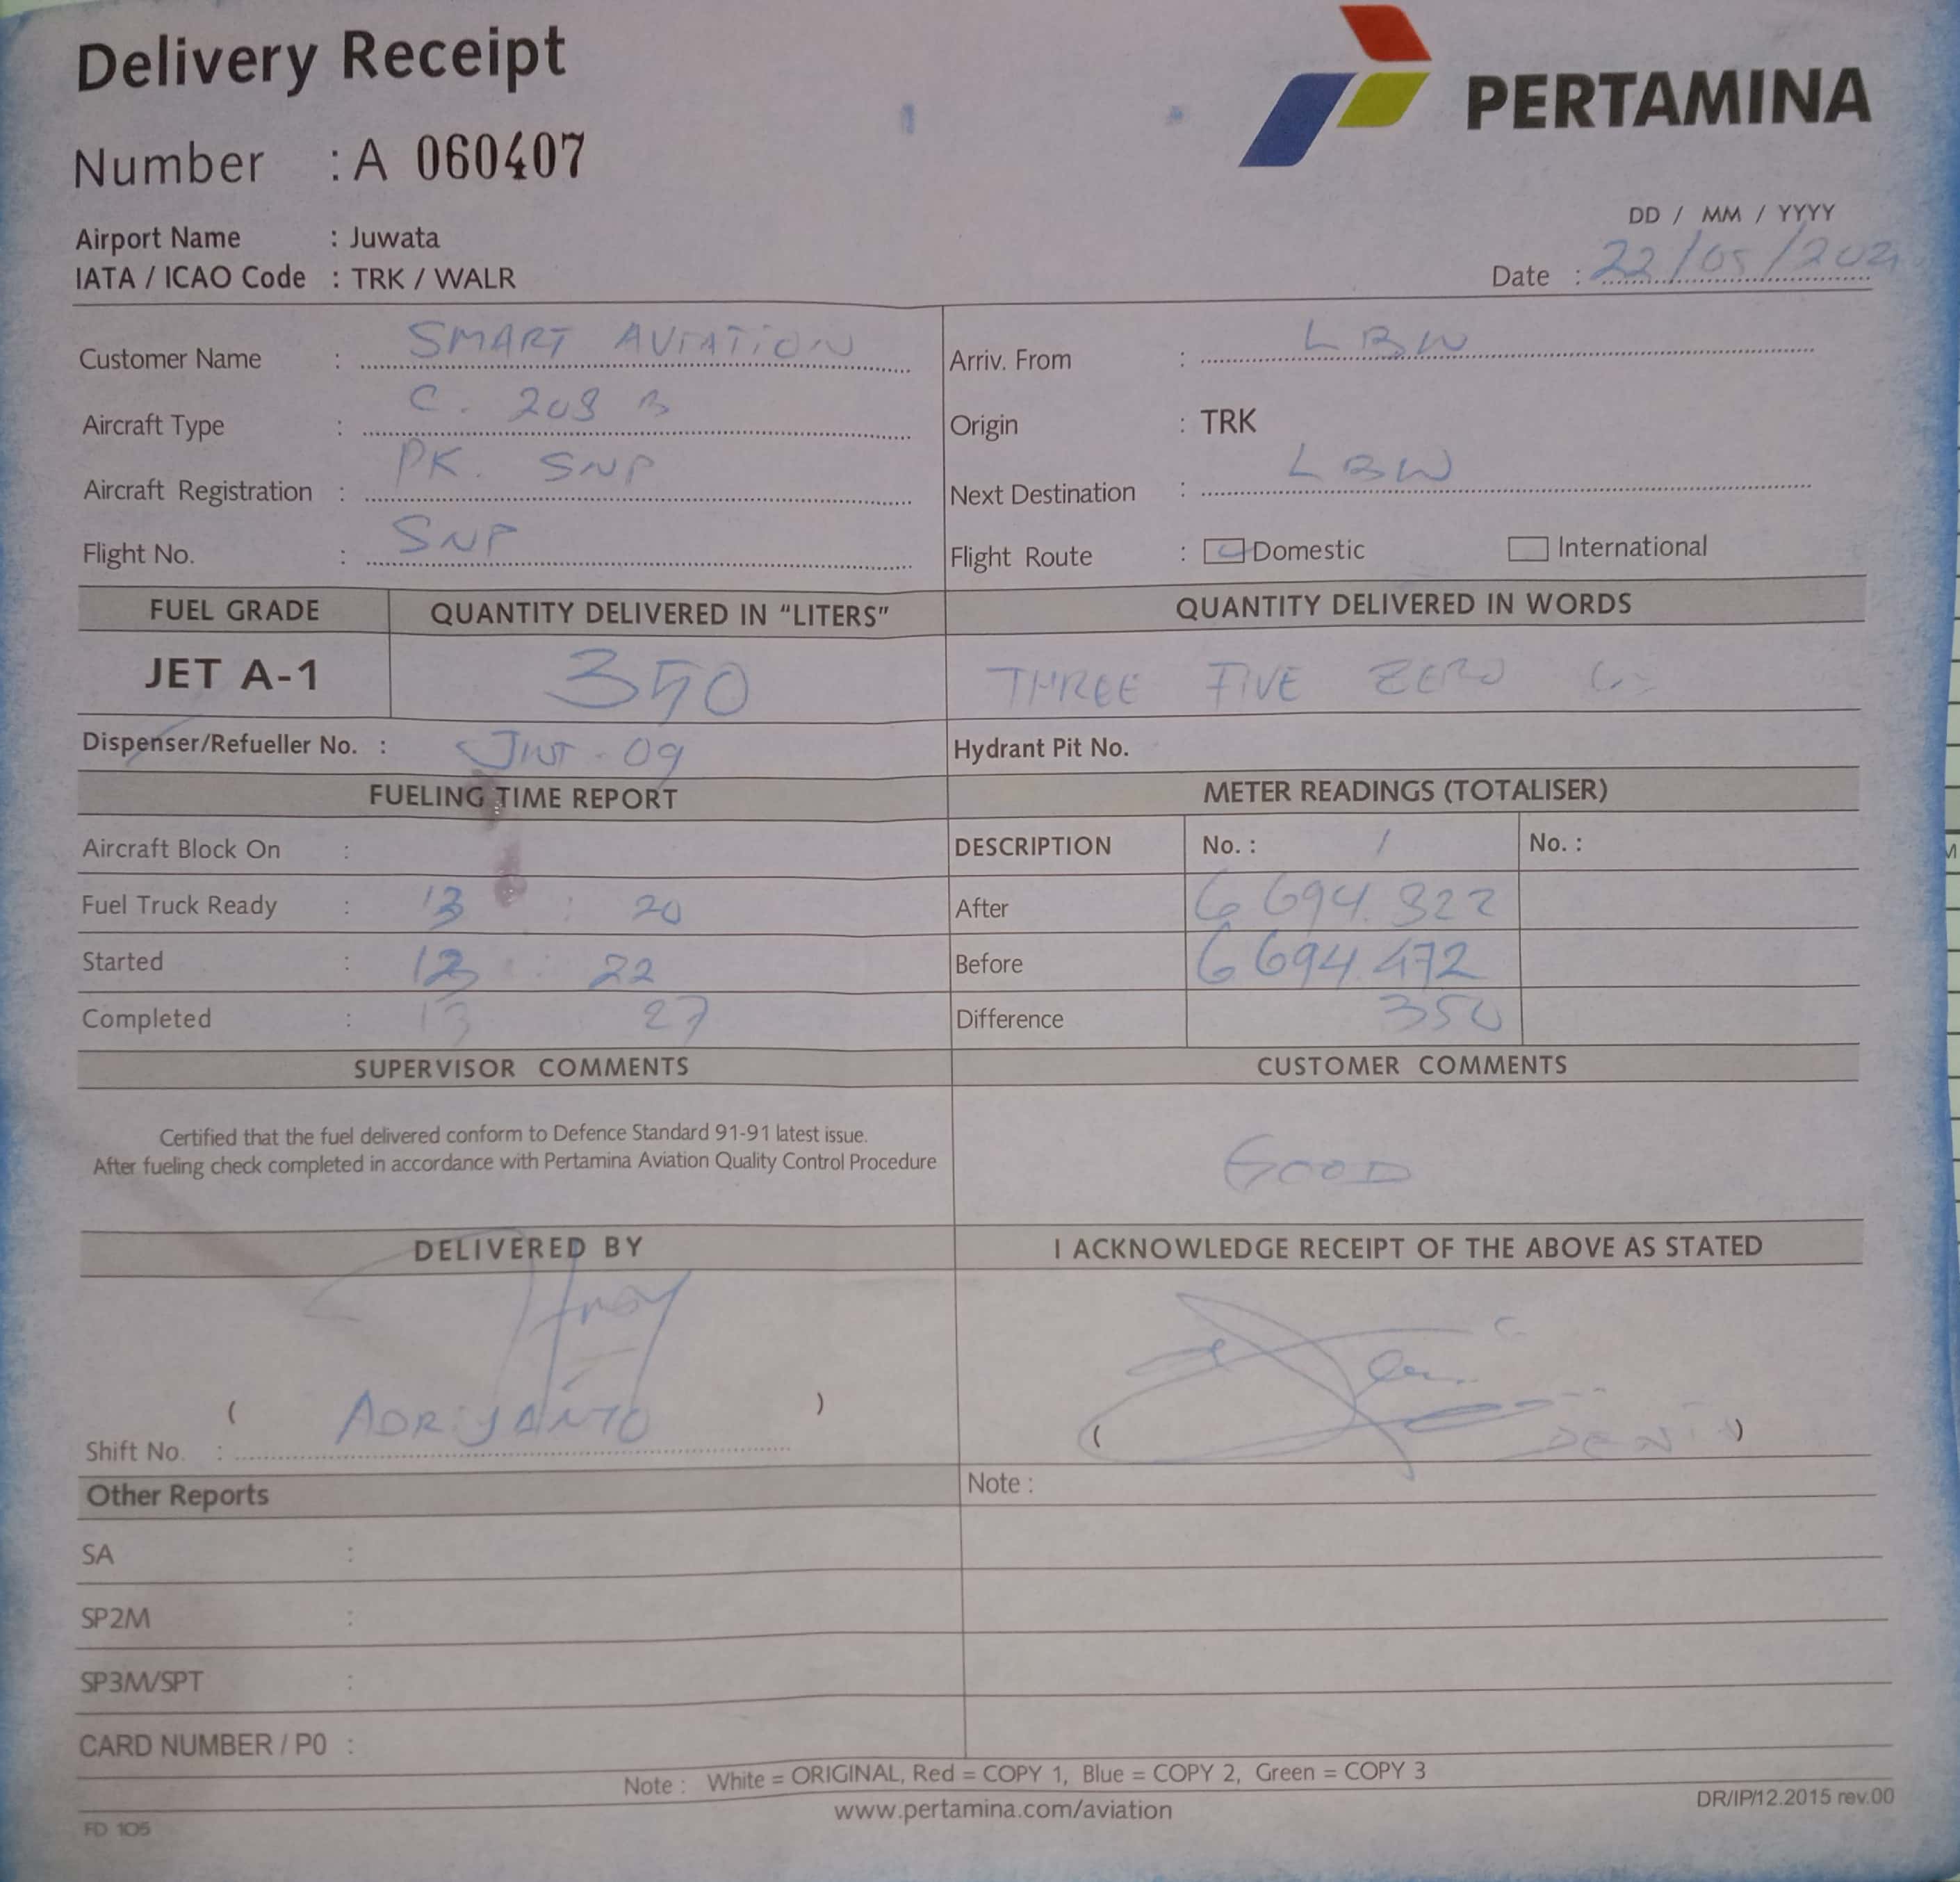 Delivery Receipt
PERTAMINA
Number : A 060407
Airport Name : Juwata
IATA / ICAO Code : TRK / WALR
DD / MM / YYYY
Date : 22/05/2021
Customer Name : SMART AVIATION
Arriv. From : LBW
Aircraft Type : C. 208 B
Origin : TRK
Aircraft Registration : PK. SNP
Next Destination : LBW
Flight No. : SNP
Flight Route : Domestic International
FUEL GRADE QUANTITY DELIVERED IN “LITERS” QUANTITY DELIVERED IN WORDS
JET A-1 350 THREE FIVE ZERO
Dispenser/Refueller No. : JWT-09 Hydrant Pit No.
FUELING TIME REPORT METER READINGS (TOTALISER)
Aircraft Block On : DESCRIPTION No. : 1 No. :
Fuel Truck Ready : 13 : 20 After 6694.822
Started : 13 : 22 Before 6694.472
Completed : 13 27 Difference 350
SUPERVISOR COMMENTS CUSTOMER COMMENTS
Certified that the fuel delivered conform to Defence Standard 91-91 latest issue.
After fueling check completed in accordance with Pertamina Aviation Quality Control Procedure
GOOD
DELIVERED BY I ACKNOWLEDGE RECEIPT OF THE ABOVE AS STATED
( ADRIYANTO )
Shift No. :
Other Reports Note :
SA :
SP2M :
SP3M/SPT :
CARD NUMBER / P0 :
Note : White = ORIGINAL, Red = COPY 1, Blue = COPY 2, Green = COPY 3
www.pertamina.com/aviation
DR/IP/12.2015 rev.00
FD 105